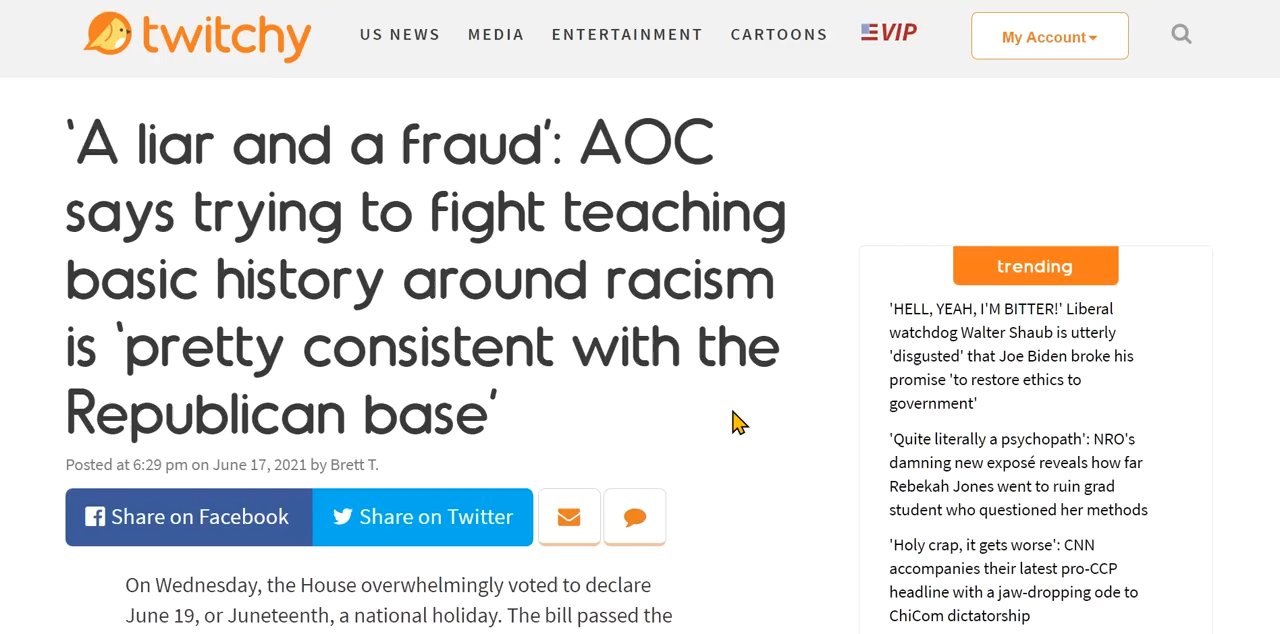 twitchy
US NEWS MEDIA ENTERTAINMENT CARTOONS VIP My Account
‘A liar and a fraud’: AOC
says trying to fight teaching
basic history around racism
is ‘pretty consistent with the
Republican base’
Posted at 6:29 pm on June 17, 2021 by Brett T.
Share on Facebook Share on Twitter
On Wednesday, the House overwhelmingly voted to declare
June 19, or Juneteenth, a national holiday. The bill passed the
trending
'HELL, YEAH, I'M BITTER!' Liberal
watchdog Walter Shaub is utterly
'disgusted' that Joe Biden broke his
promise 'to restore ethics to
government'
'Quite literally a psychopath': NRO's
damning new exposé reveals how far
Rebekah Jones went to ruin grad
student who questioned her methods
'Holy crap, it gets worse': CNN
accompanies their latest pro-CCP
headline with a jaw-dropping ode to
ChiCom dictatorship